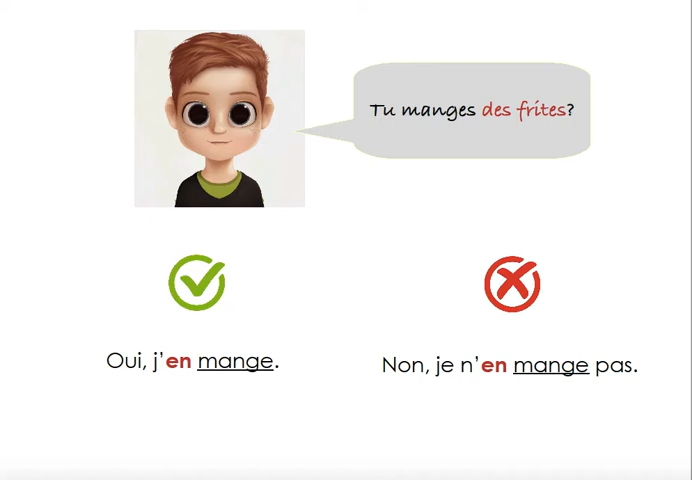 Tu manges des frites?
Oui, j'en mange.
Non, je n'en mange pas.